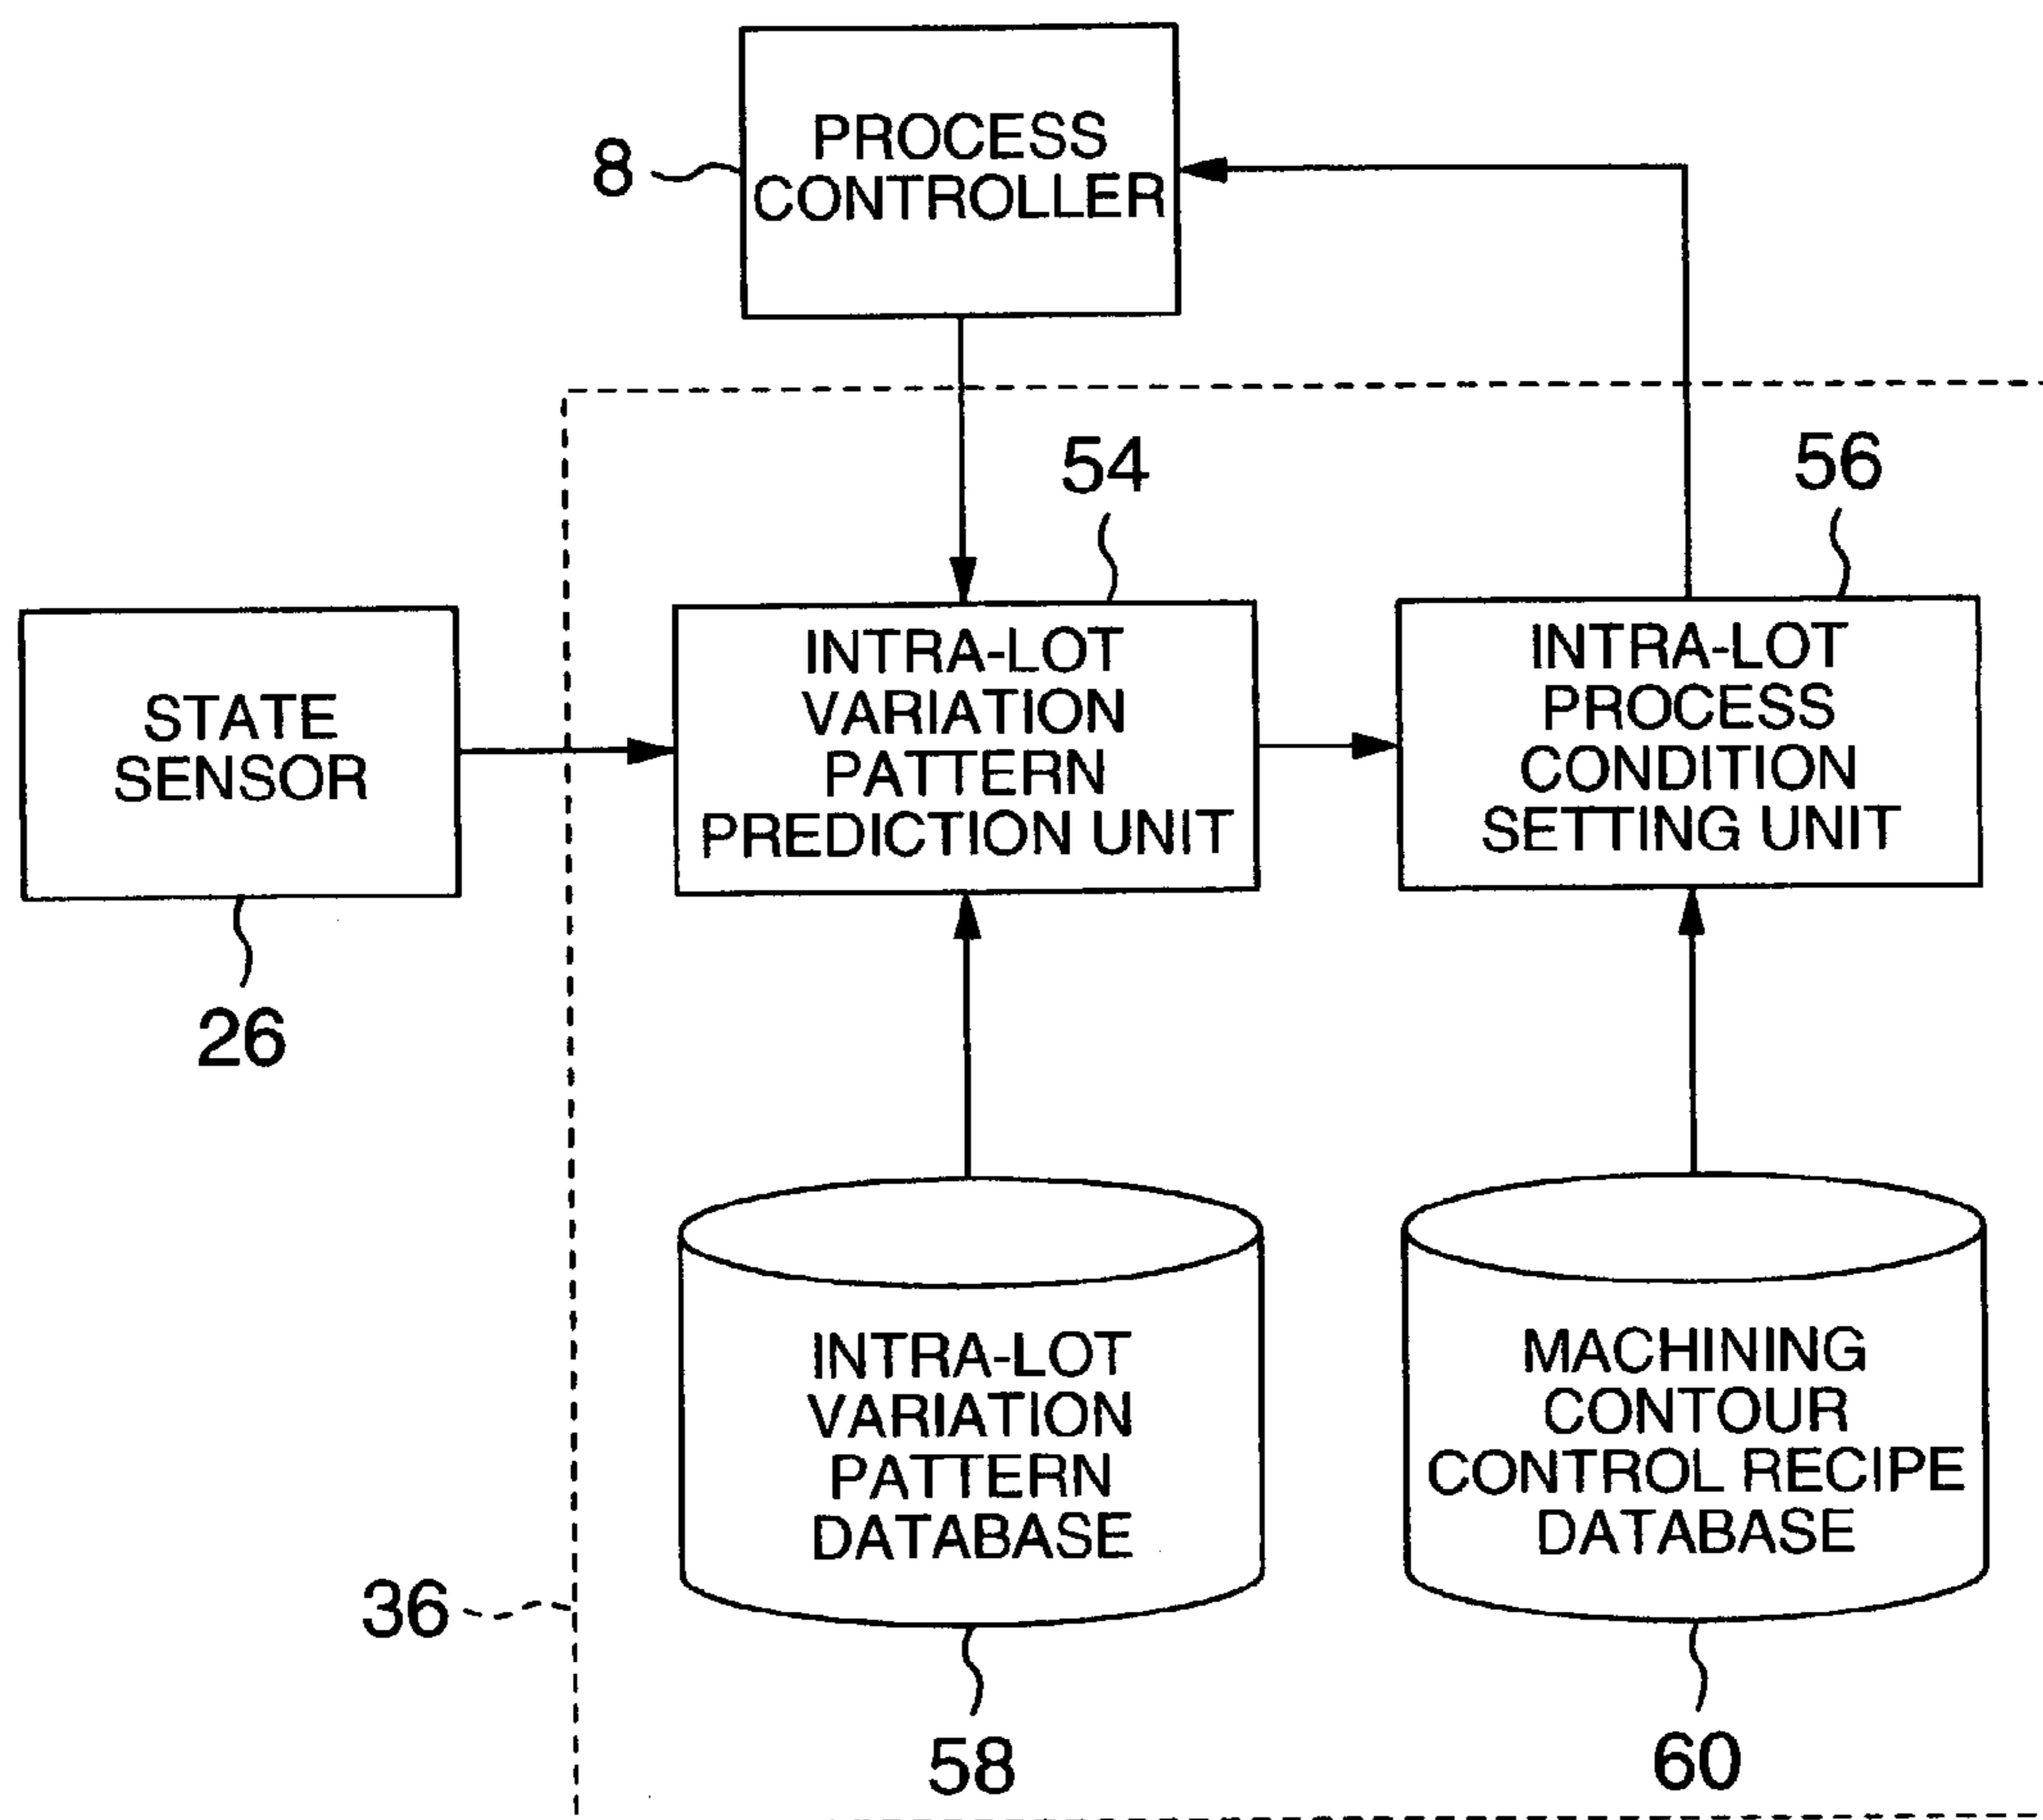 PROCESS
CONTROLLER
8
54
56
STATE
SENSOR
26
INTRA-LOT
VARIATION
PATTERN
PREDICTION UNIT
INTRA-LOT
PROCESS
CONDITION
SETTING UNIT
INTRA-LOT
VARIATION
PATTERN
DATABASE
MACHINING
CONTOUR
CONTROL RECIPE
DATABASE
36
58
60